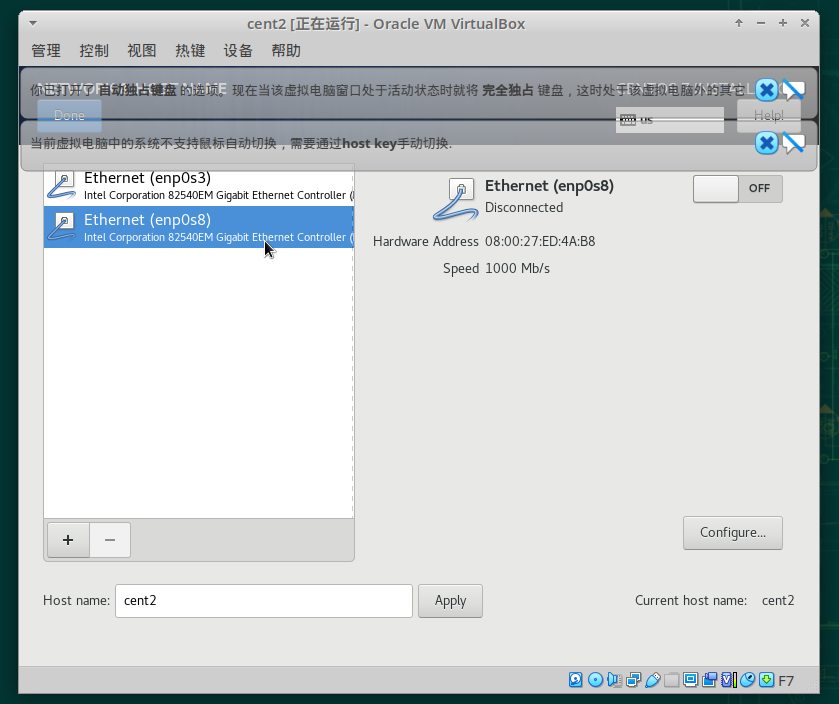 cent2 [正在运行] - Oracle VM VirtualBox
管理 控制 视图 热键 设备 帮助
你已打开了 自动独占键盘 的选项。现在当该虚拟电脑窗口处于活动状态时就将 完全独占 键盘，这时处于该虚拟电脑外的其它
Done
us
Help!
当前虚拟电脑中的系统不支持鼠标自动切换，需要通过host key手动切换.
Ethernet (enp0s3)
Intel Corporation 82540EM Gigabit Ethernet Controller (
Ethernet (enp0s8)
Intel Corporation 82540EM Gigabit Ethernet Controller (
Ethernet (enp0s8)
OFF
Disconnected
Hardware Address 08:00:27:ED:4A:B8
Speed 1000 Mb/s
+ −
Configure...
Host name: cent2 Apply Current host name: cent2
F7